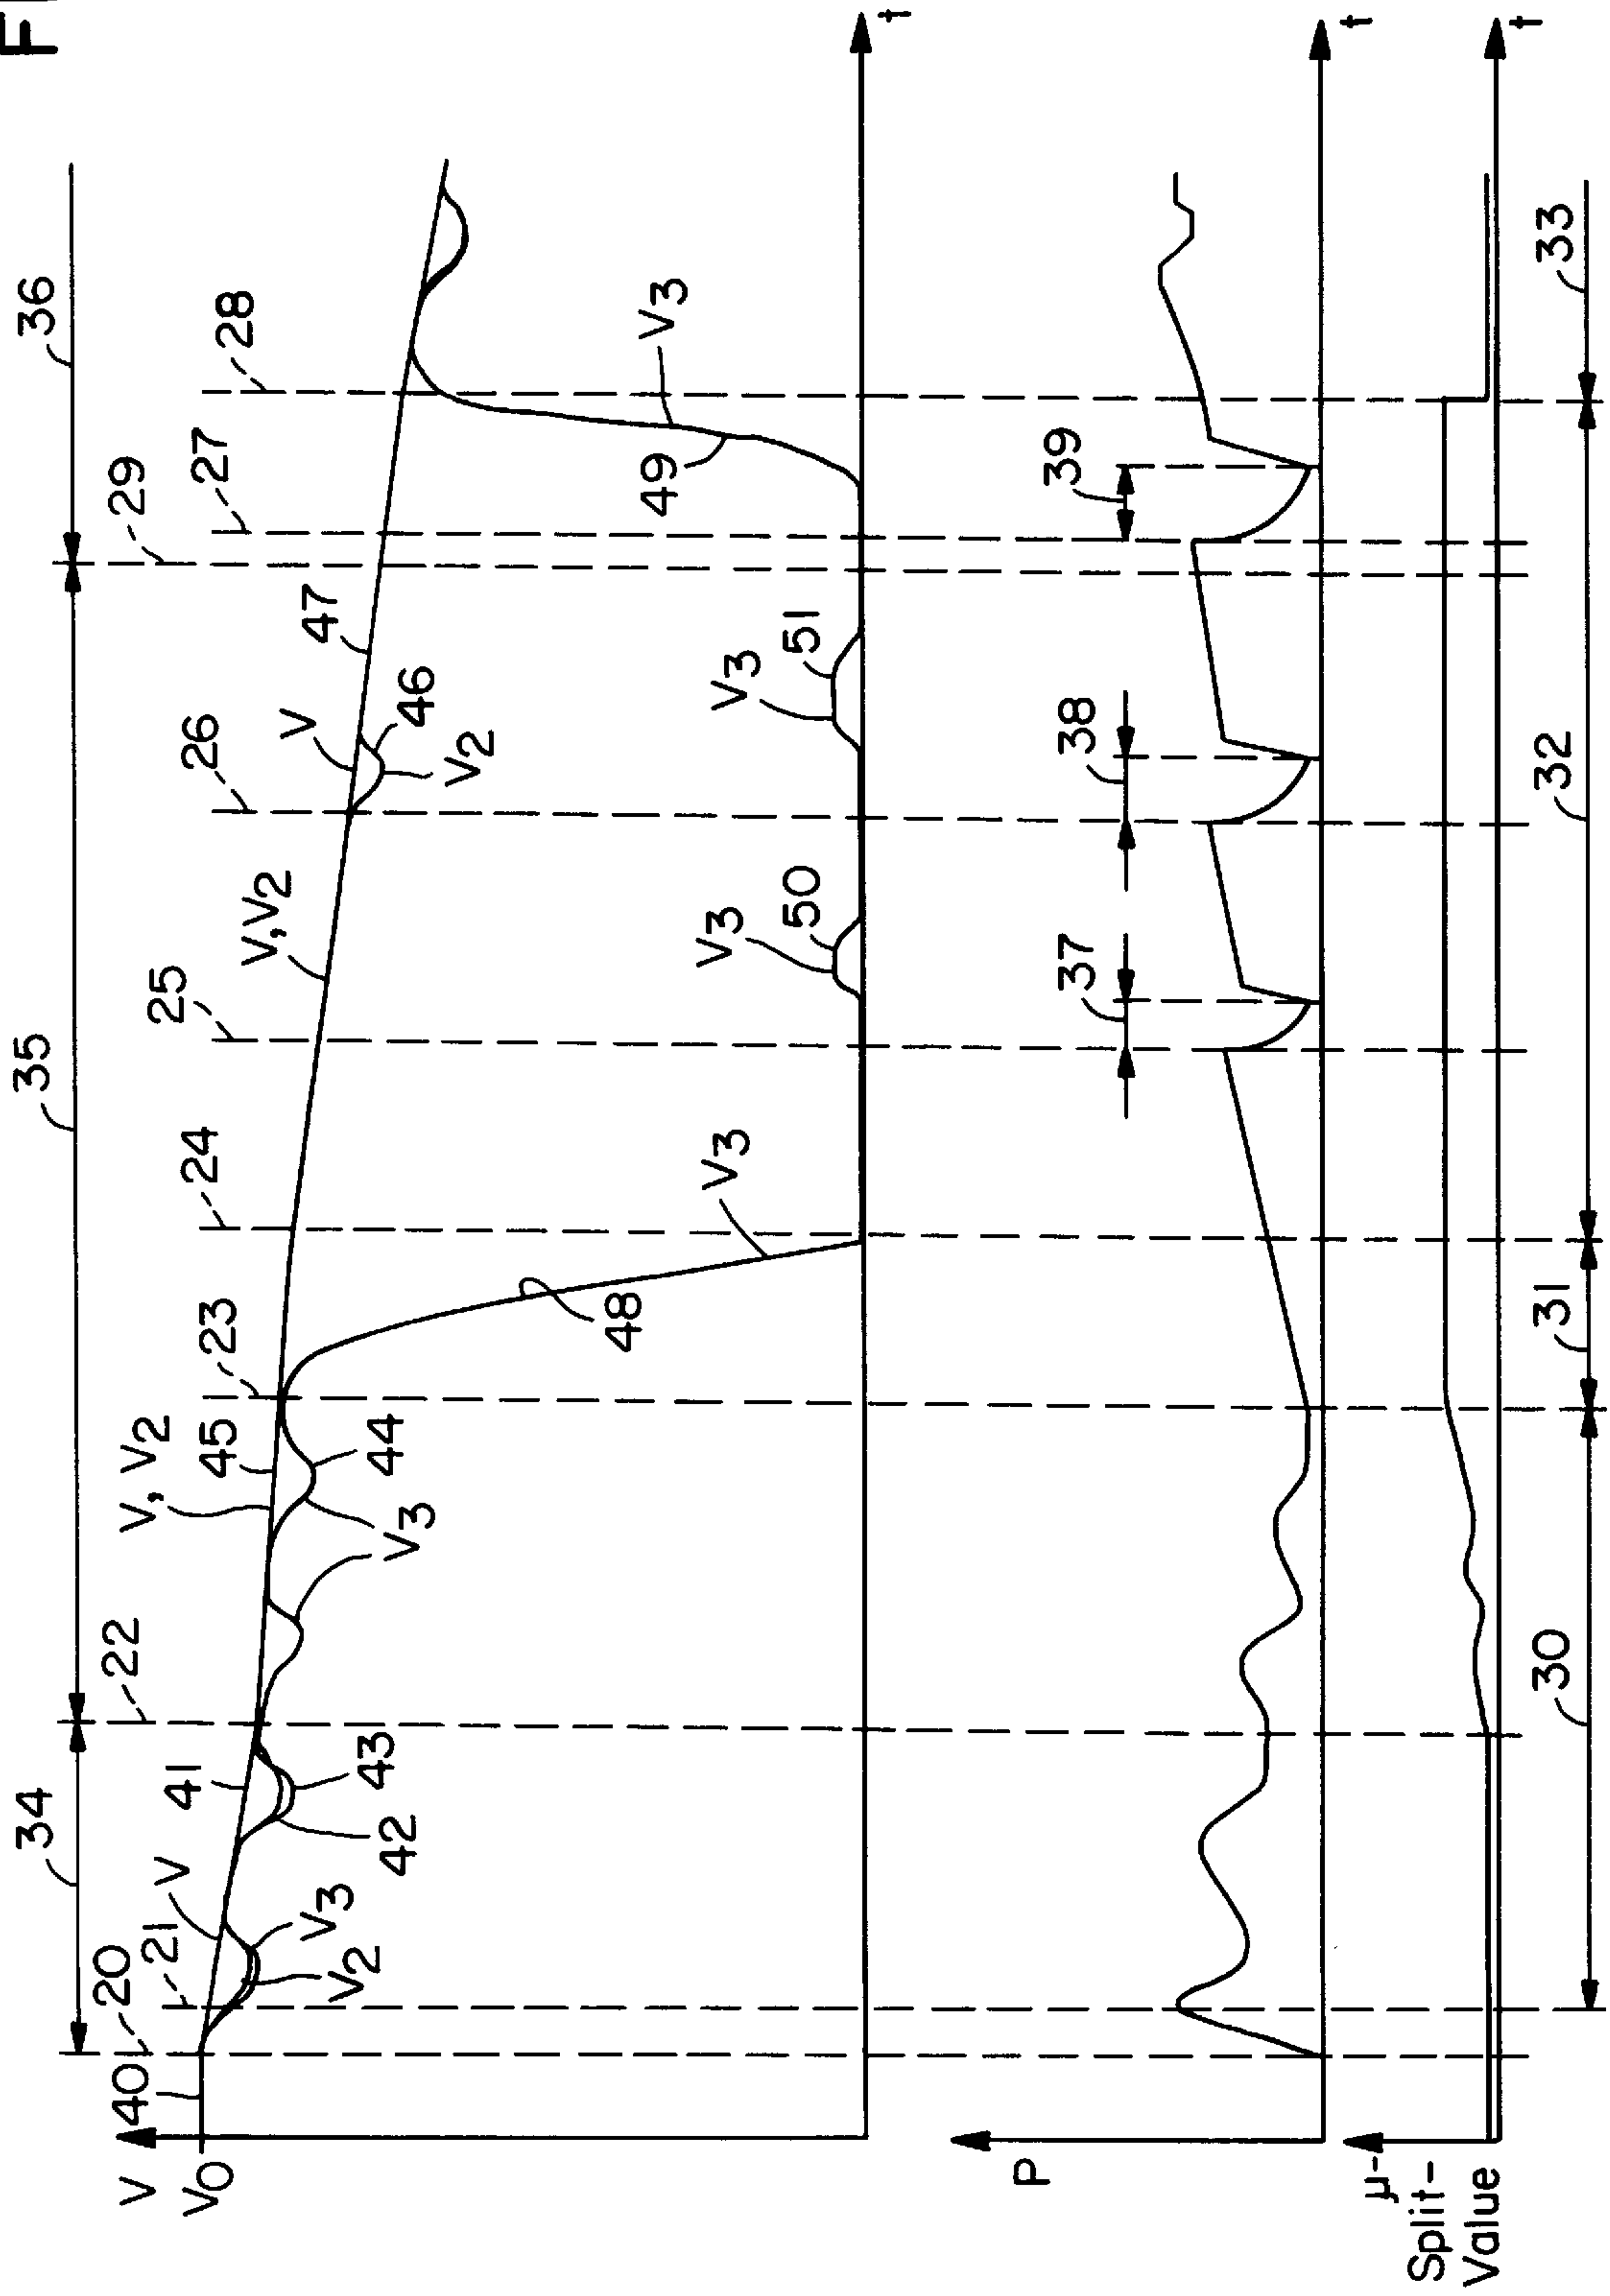 F
34
35
36
20
21
22
23
24
25
26
29
27
28
V
V0
40
V
41
V, V2
45
V, V2
V
47
V2
V3
42
43
V3
44
48
V3
46
V2
V3
50
V3
51
49
V3
t
P
37
38
39
t
μ-
Split-
Value
t
30
31
32
33